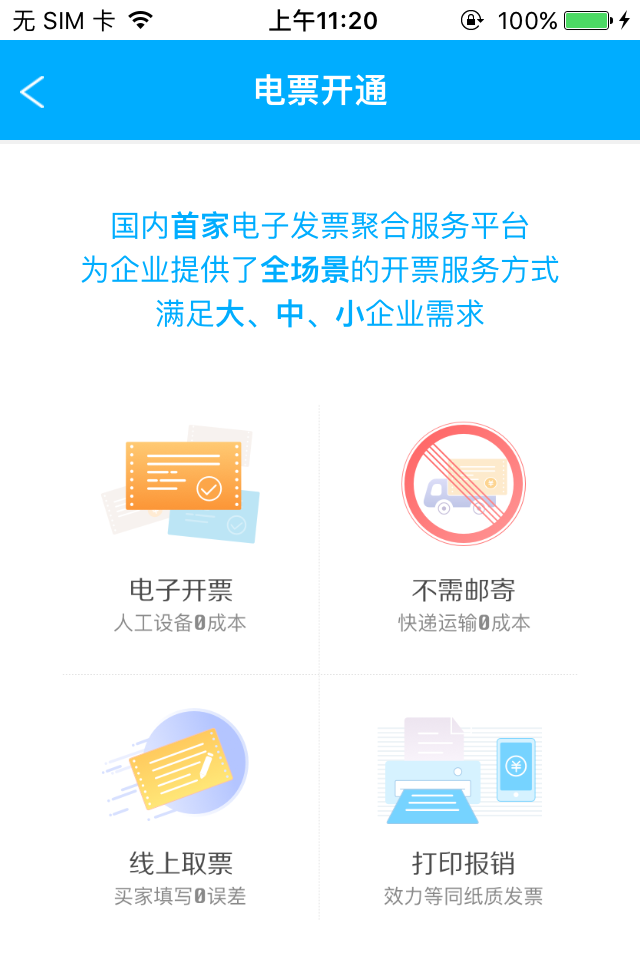 无 SIM 卡 上午11:20 100%
电票开通
国内首家电子发票聚合服务平台
为企业提供了全场景的开票服务方式
满足大、中、小企业需求
电子开票
人工设备0成本
不需邮寄
快递运输0成本
线上取票
买家填写0误差
打印报销
效力等同纸质发票